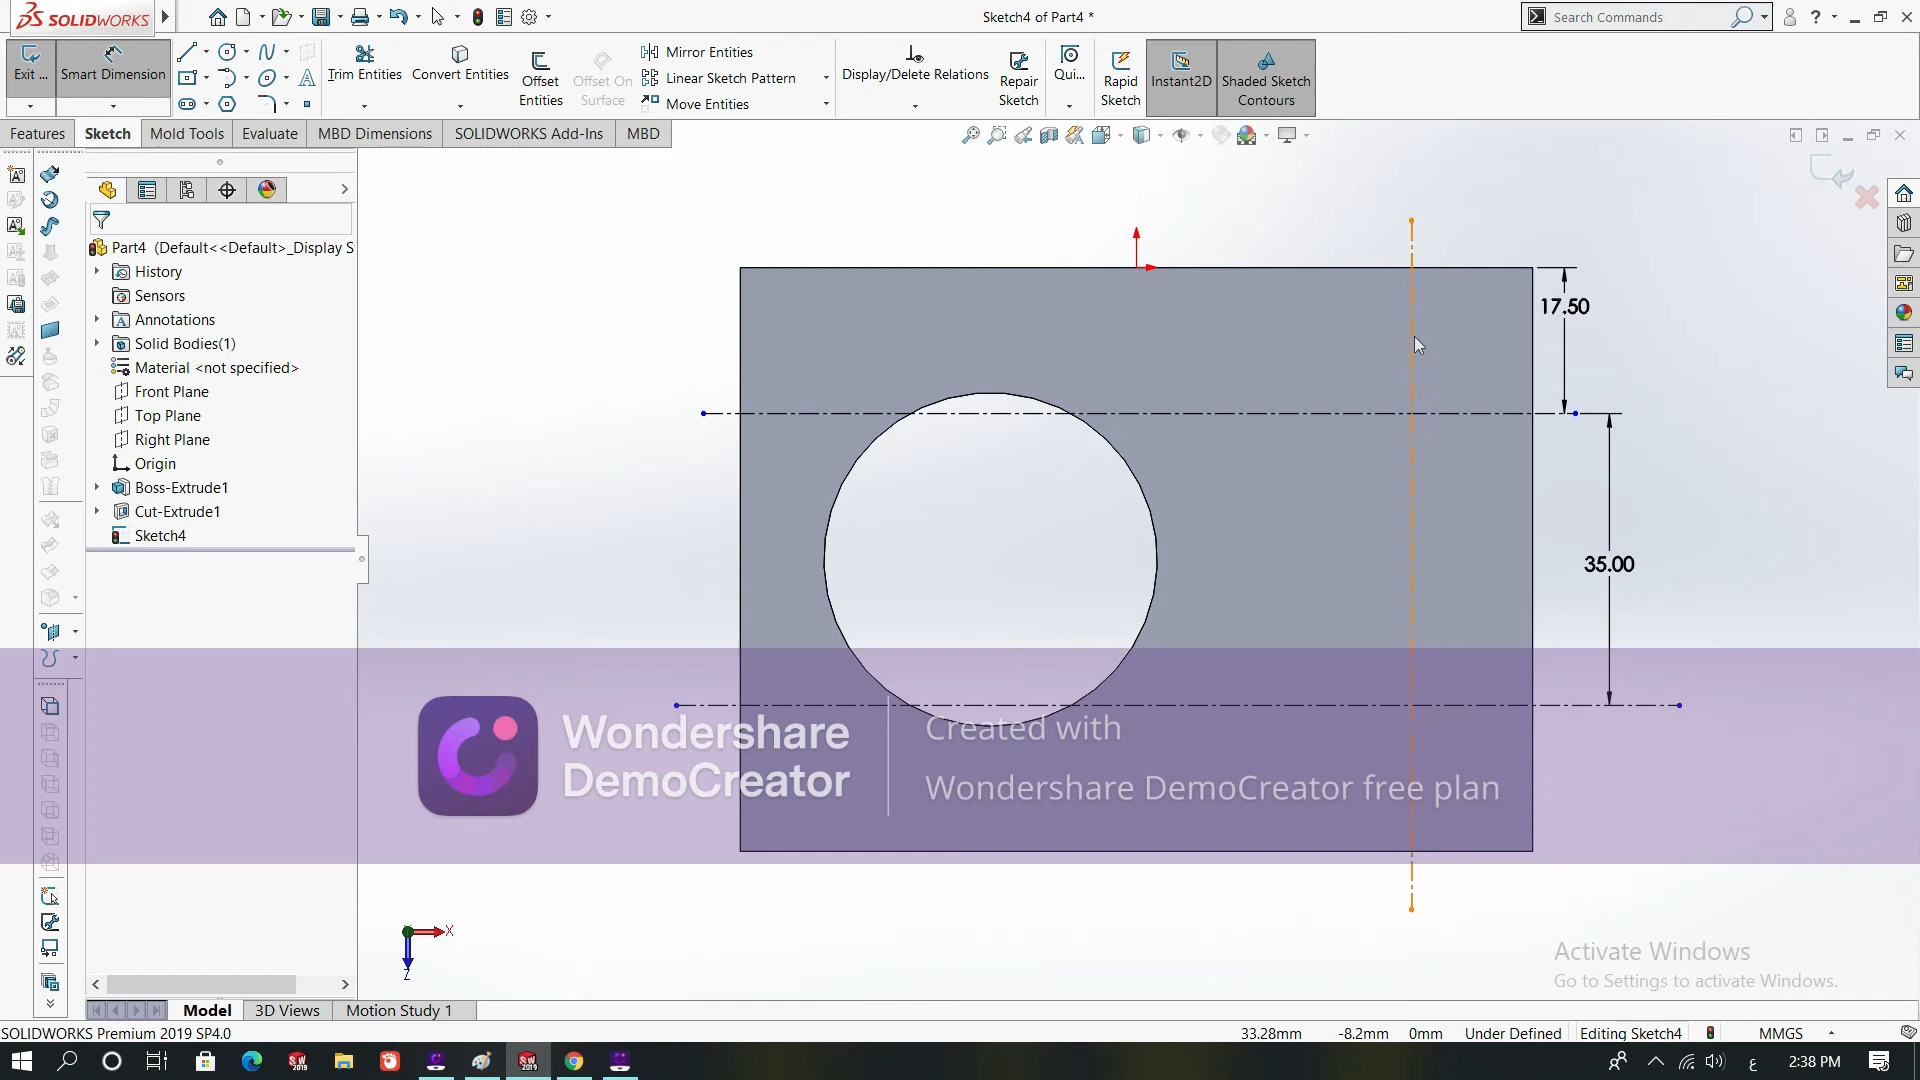 SOLIDWORKS
Sketch4 of Part4 *
Search Commands
Exit ...
Smart Dimension
Trim Entities
Convert Entities
Offset
Entities
Offset On
Surface
Mirror Entities
Linear Sketch Pattern
Move Entities
Display/Delete Relations
Repair
Sketch
Qui...
Rapid
Sketch
Instant2D
Shaded Sketch
Contours
Features
Sketch
Mold Tools
Evaluate
MBD Dimensions
SOLIDWORKS Add-Ins
MBD
Part4 (Default<<Default>_Display S
History
Sensors
Annotations
Solid Bodies(1)
Material <not specified>
Front Plane
Top Plane
Right Plane
Origin
Boss-Extrude1
Cut-Extrude1
Sketch4
17.50
35.00
Wondershare
DemoCreator
Created with
Wondershare DemoCreator free plan
X
Z
Activate Windows
Go to Settings to activate Windows.
Model
3D Views
Motion Study 1
SOLIDWORKS Premium 2019 SP4.0
33.28mm
-8.2mm
0mm
Under Defined
Editing Sketch4
MMGS
ع
2:38 PM